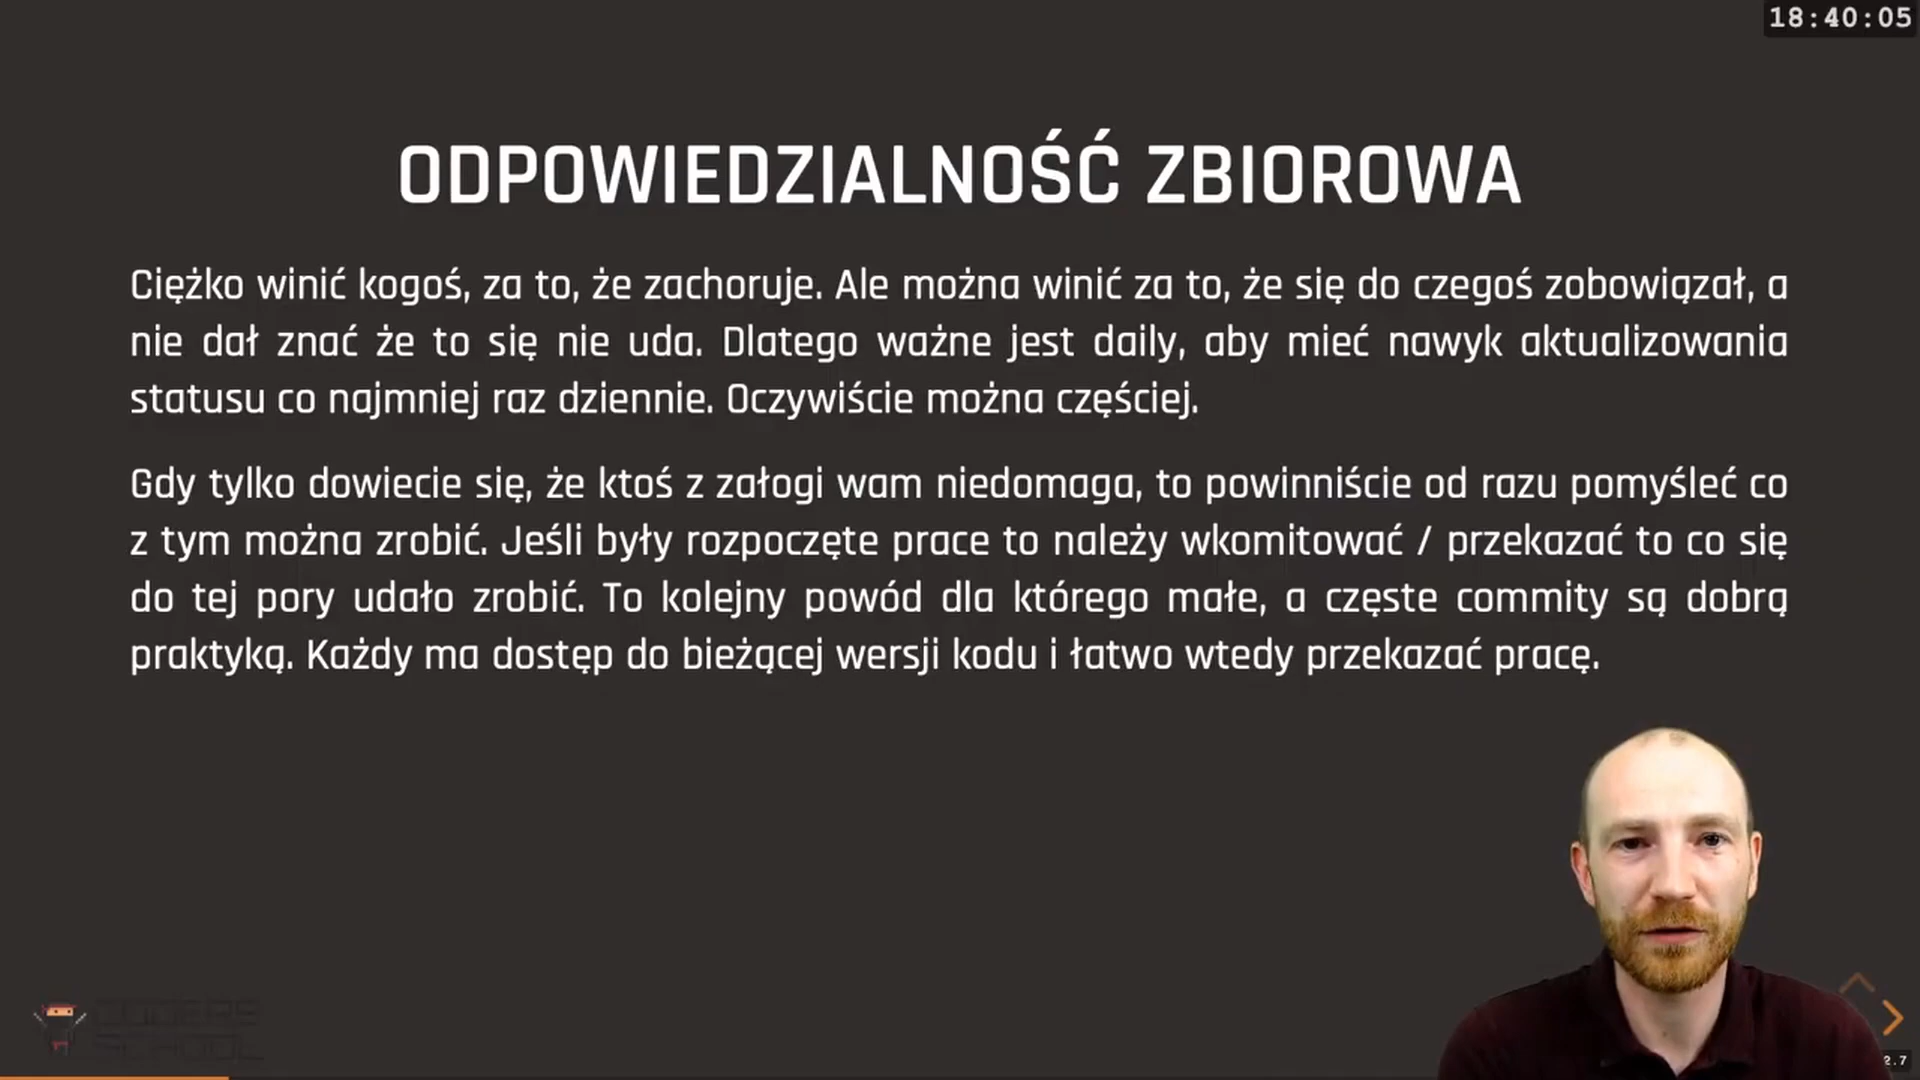 18:40:05
ODPOWIEDZIALNOŚĆ ZBIOROWA
Ciężko winić kogoś, za to, że zachoruje. Ale można winić za to, że się do czegoś zobowiązał, a
nie dał znać że to się nie uda. Dlatego ważne jest daily, aby mieć nawyk aktualizowania
statusu co najmniej raz dziennie. Oczywiście można częściej.
Gdy tylko dowiecie się, że ktoś z załogi wam niedomaga, to powinniście od razu pomyśleć co
z tym można zrobić. Jeśli były rozpoczęte prace to należy wkomitować / przekazać to co się
do tej pory udało zrobić. To kolejny powód dla którego małe, a częste commity są dobrą
praktyką. Każdy ma dostęp do bieżącej wersji kodu i łatwo wtedy przekazać pracę.
CODERS
SCHOOL
2.7